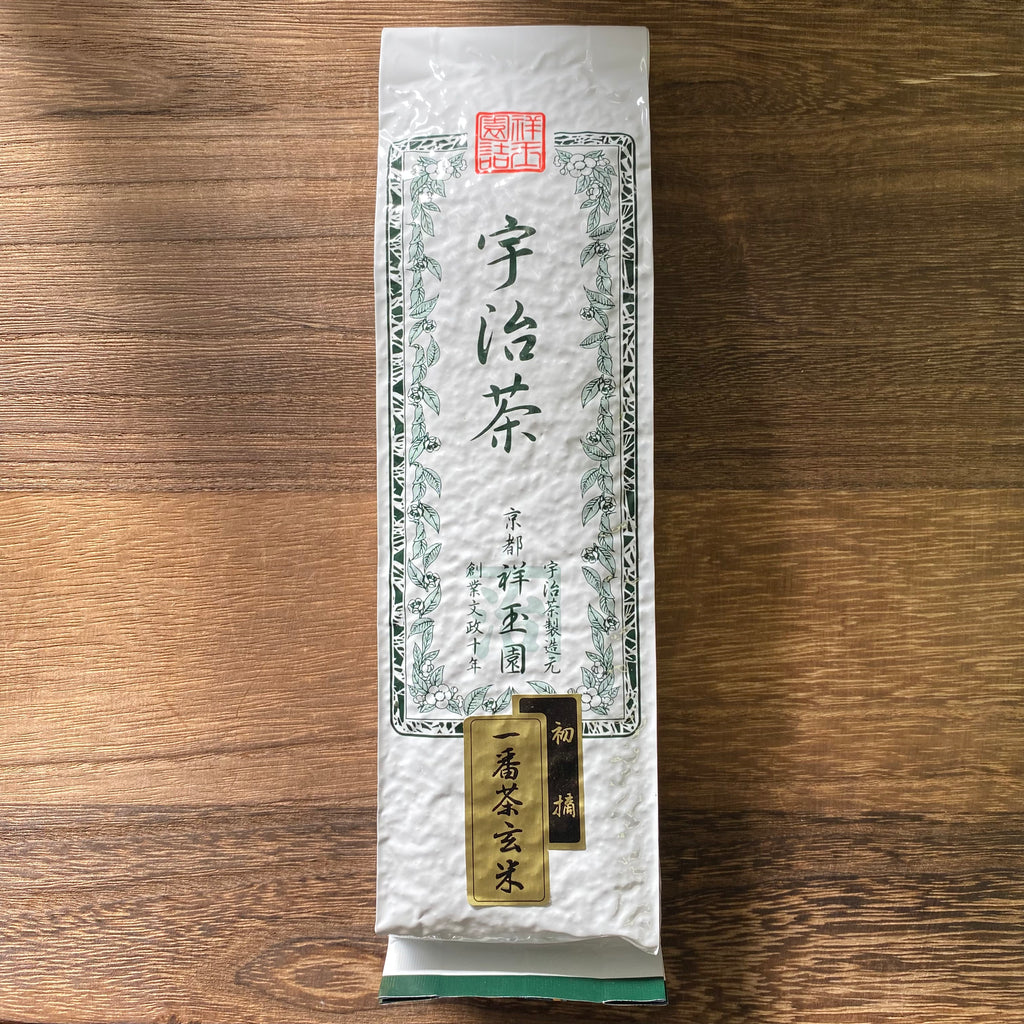 祥玉
園詰
宇治茶
宇治茶製造元
京都 祥玉園
創業文政十年
初摘
一番茶玄米